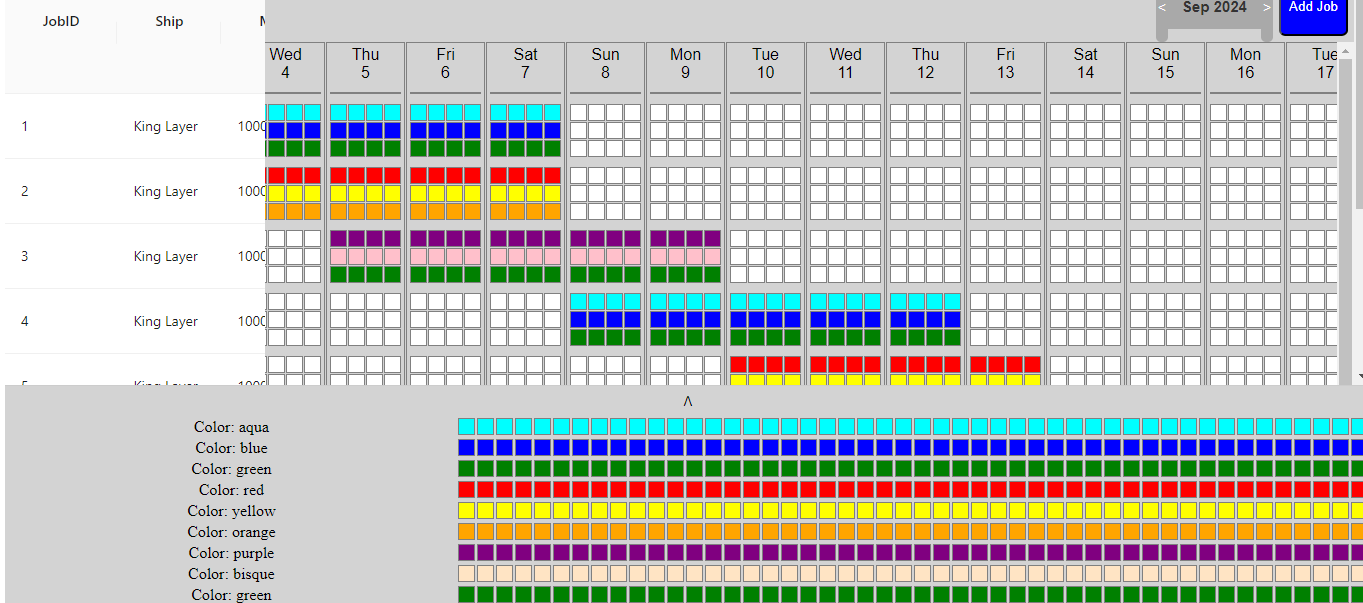 JobID Ship < Sep 2024 > Add Job
Wed Thu Fri Sat Sun Mon Tue Wed Thu Fri Sat Sun Mon Tue
4 5 6 7 8 9 10 11 12 13 14 15 16 17
1 King Layer 1000
2 King Layer 1000
3 King Layer 1000
4 King Layer 1000
King Layer 1000
Λ
Color: aqua
Color: blue
Color: green
Color: red
Color: yellow
Color: orange
Color: purple
Color: bisque
Color: green